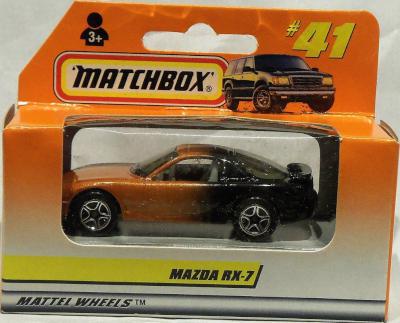 3+
#41
MATCHBOX®
MAZDA RX-7
MATTEL WHEELS™